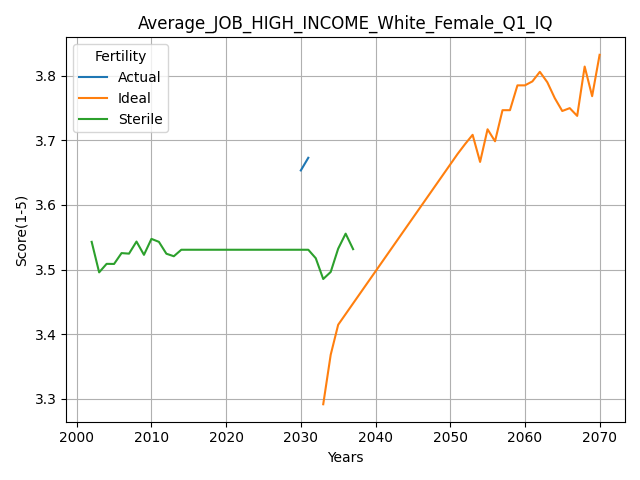 Average_JOB_HIGH_INCOME_White_Female_Q1_IQ
Fertility
Actual
Ideal
Sterile
Score(1-5)
3.8
3.7
3.6
3.5
3.4
3.3
2000 2010 2020 2030 2040 2050 2060 2070
Years